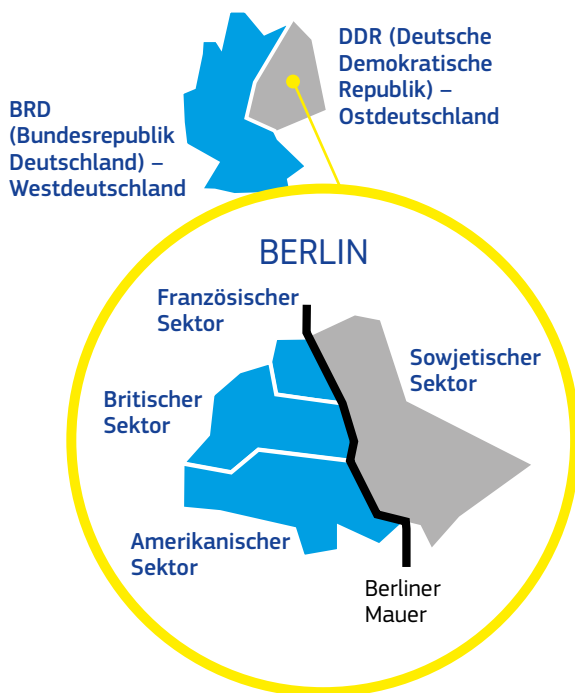 DDR (Deutsche
Demokratische
Republik) –
Ostdeutschland
BRD
(Bundesrepublik
Deutschland) –
Westdeutschland
BERLIN
Französischer
Sektor
Sowjetischer
Sektor
Britischer
Sektor
Amerikanischer
Sektor
Berliner
Mauer